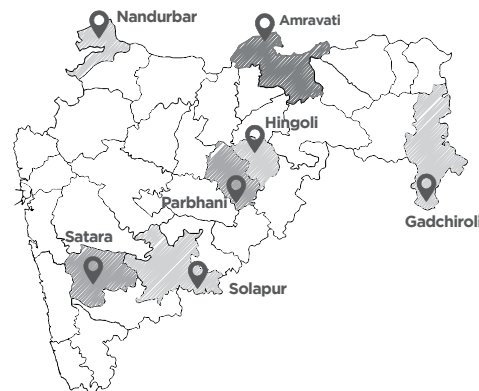 Nandurbar
Amravati
Hingoli
Parbhani
Gadchiroli
Satara
Solapur